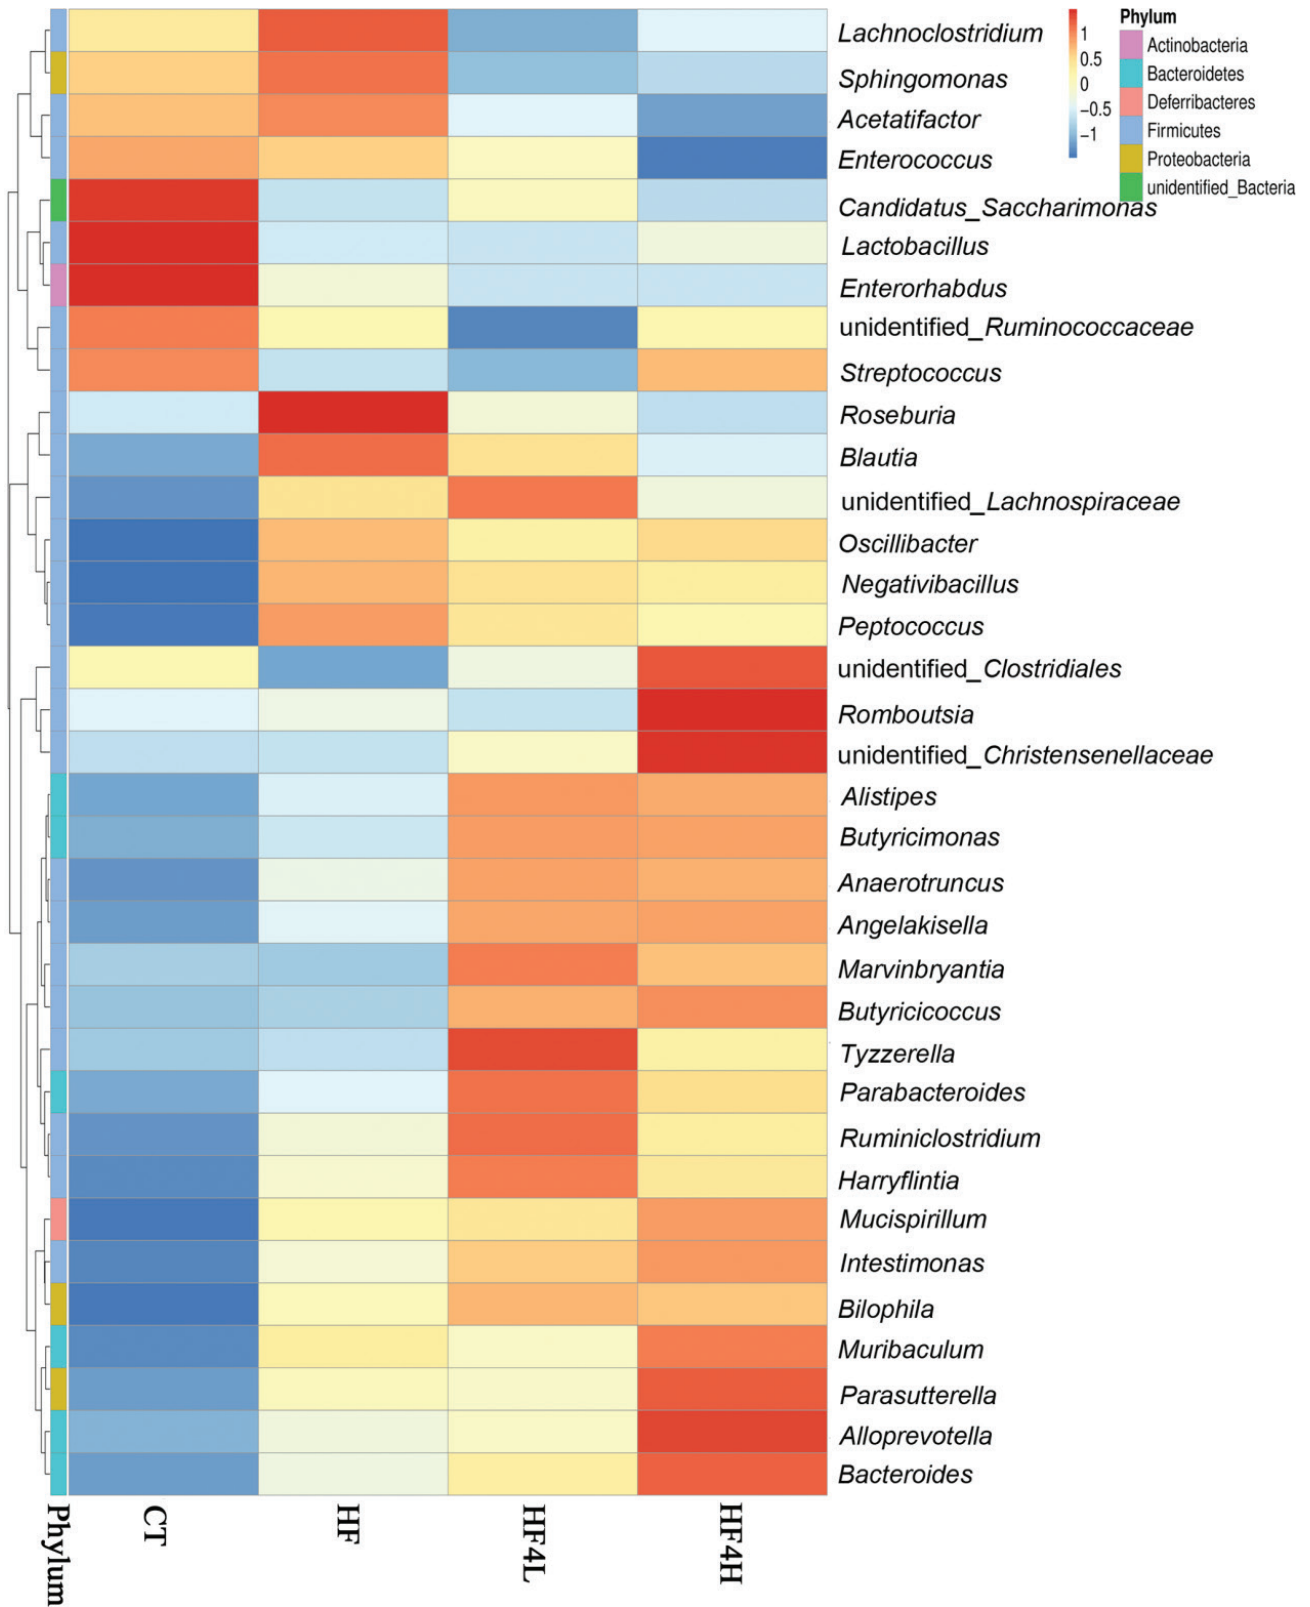 Lachnoclostridium
Sphingomonas
Acetatifactor
Enterococcus
Candidatus_Saccharimonas
Lactobacillus
Enterorhabdus
unidentified_Ruminococcaceae
Streptococcus
Roseburia
Blautia
unidentified_Lachnospiraceae
Oscillibacter
Negativibacillus
Peptococcus
unidentified_Clostridiales
Romboutsia
unidentified_Christensenellaceae
Alistipes
Butyricimonas
Anaerotruncus
Angelakisella
Marvinbryantia
Butyricicoccus
Tyzzerella
Parabacteroides
Ruminiclostridium
Harryflintia
Mucispirillum
Intestimonas
Bilophila
Muribaculum
Parasutterella
Alloprevotella
Bacteroides
1
0.5
0
−0.5
−1
Phylum
Actinobacteria
Bacteroidetes
Deferribacteres
Firmicutes
Proteobacteria
unidentified_Bacteria
Phylum
CT
HF
HF4L
HF4H